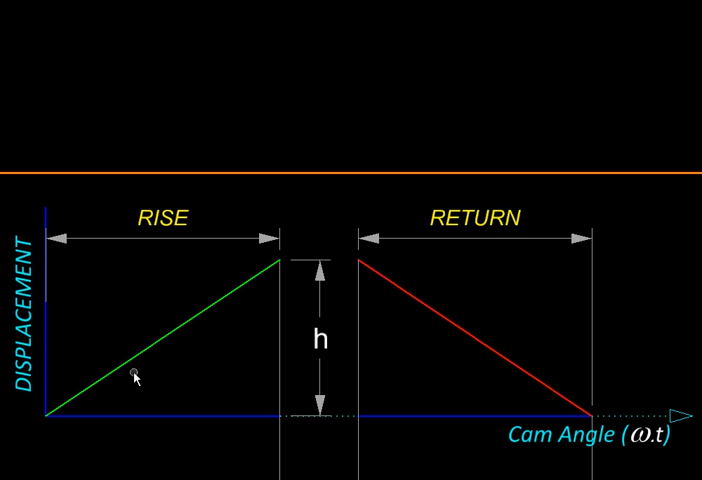 RISE
RETURN
DISPLACEMENT
h
Cam Angle (ω.t)